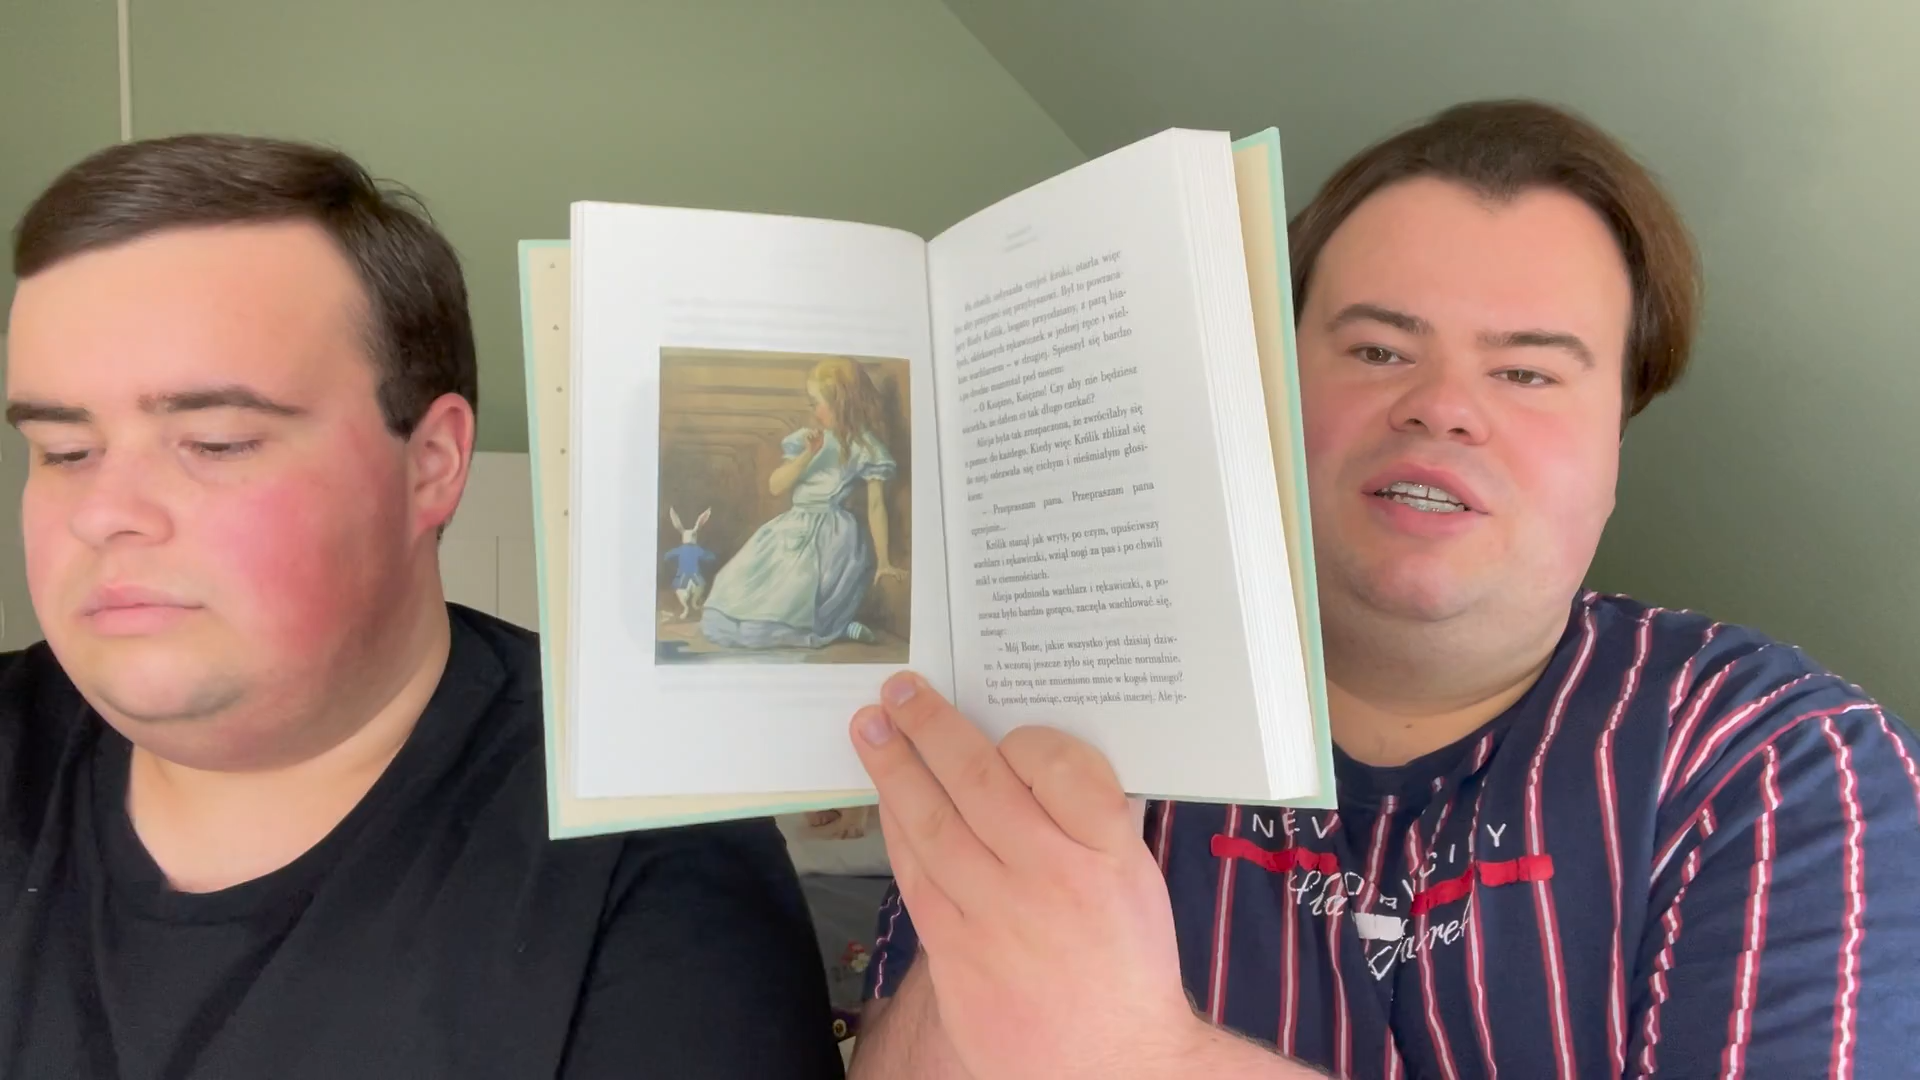 Po chwili usłyszała czyjeś kroki, otarła więc
łzy, aby przyjrzeć się przybyszowi. Był to powraca-
jący Biały Królik, bogato przyodziany, z parą bia-
łych, skórkowych rękawiczek w jednej ręce i wiel-
kim wachlarzem – w drugiej. Spieszył się bardzo
i po drodze mamrotał pod nosem:
– O Księżno, Księżno! Czy aby nie będziesz
wściekła, że dałem ci tak długo czekać?
Alicja była tak zrozpaczona, że zwróciłaby się
o pomoc do każdego. Kiedy więc Królik zbliżał się
do niej, odezwała się cichym i nieśmiałym głosi-
kiem:
– Przepraszam pana. Przepraszam pana
uprzejmie...
Królik stanął jak wryty, po czym, upuściwszy
wachlarz i rękawiczki, wziął nogi za pas i po chwili
znikł w ciemnościach.
Alicja podniosła wachlarz i rękawiczki, a po-
nieważ było bardzo gorąco, zaczęła wachlować się,
mówiąc:
– Mój Boże, jakie wszystko jest dzisiaj dziw-
ne. A wczoraj jeszcze żyło się zupełnie normalnie.
Czy aby nocą nie zmieniono mnie w kogoś innego?
Bo, prawdę mówiąc, czuję się jakoś inaczej. Ale je-
NEW CITY